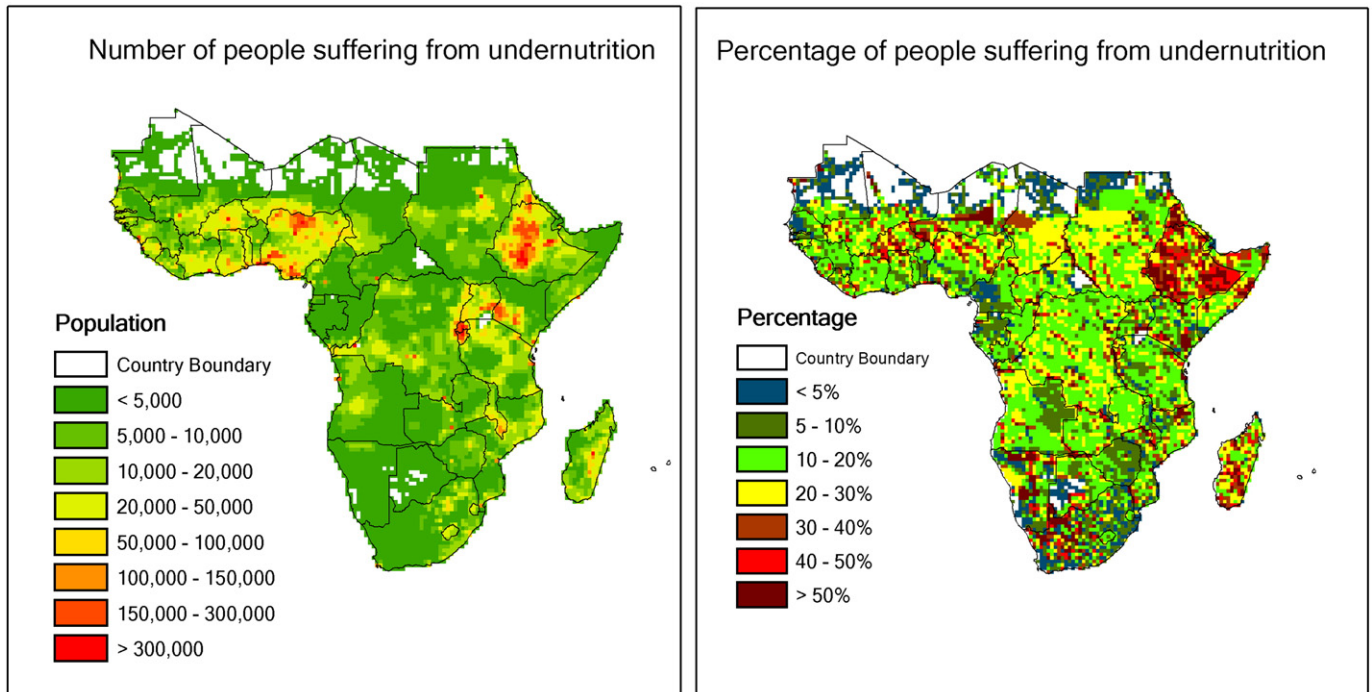 Number of people suffering from undernutrition
Population
Country Boundary
< 5,000
5,000 - 10,000
10,000 - 20,000
20,000 - 50,000
50,000 - 100,000
100,000 - 150,000
150,000 - 300,000
> 300,000
Percentage of people suffering from undernutrition
Percentage
Country Boundary
< 5%
5 - 10%
10 - 20%
20 - 30%
30 - 40%
40 - 50%
> 50%